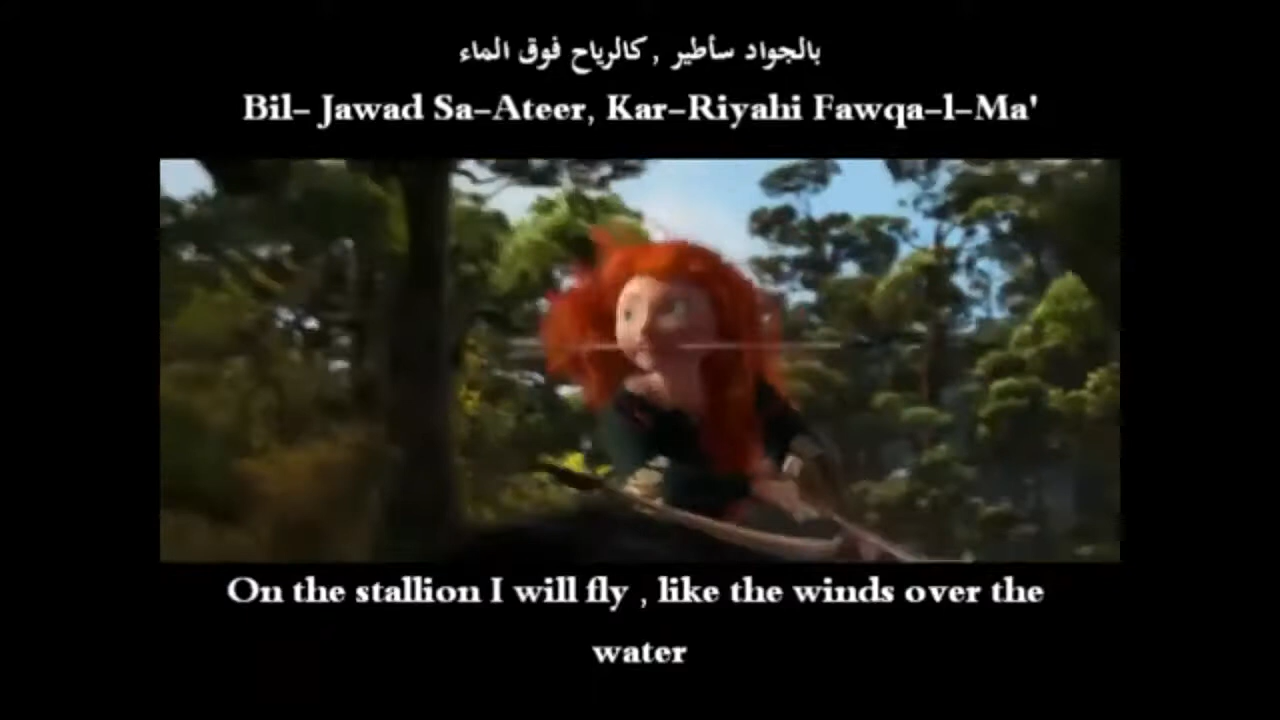 بالجواد سأطير , كالرياح فوق الماء
Bil- Jawad Sa-Ateer, Kar-Riyahi Fawqa-l-Ma'
On the stallion I will fly , like the winds over the
water